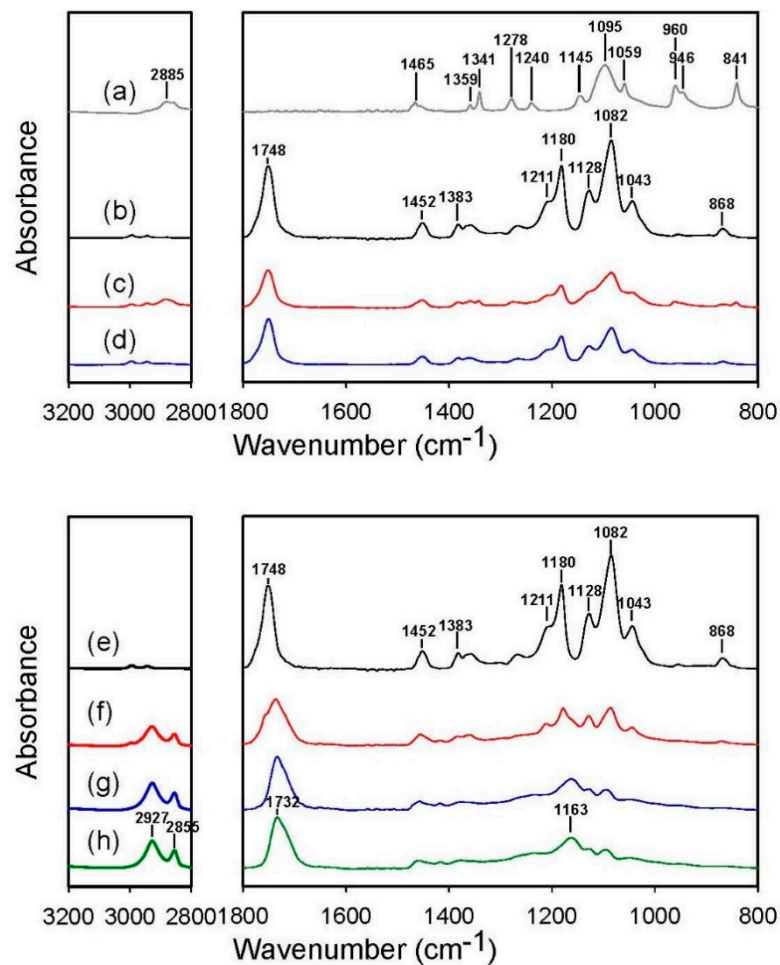 960
1095
1278
946
1341
1240
1145
1059
841
2885
1465
1359
(a)
1082
1748
1180
1211
1128
1043
1452
1383
868
(b)
(c)
(d)
Absorbance
3200 3000 2800 1800 1600 1400 1200 1000 800
Wavenumber (cm-1)
1082
1748
1180
1211
1128
1043
1452
1383
868
(e)
(f)
(g)
2927 2855
1732
1163
(h)
Absorbance
3200 3000 2800 1800 1600 1400 1200 1000 800
Wavenumber (cm-1)